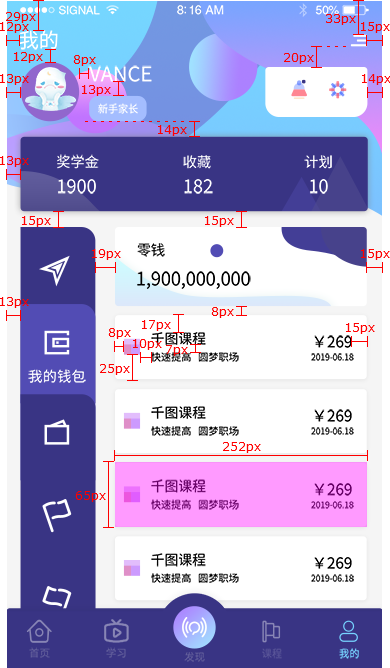 SIGNAL 8:16 AM 50%
29px
33px
12px
15px
我的
20px
8px
VANCE
13px
13px
14px
新手家长
14px
13px
奖学金 收藏 计划
1900 182 10
15px
15px
零钱
19px
15px
1,900,000,000
13px
8px
17px
15px
8px
千图课程 ¥269
10px
7px
快速提高 圆梦职场 2019-06.18
25px
我的钱包
千图课程 ¥269
快速提高 圆梦职场 2019-06.18
252px
千图课程 ¥269
65px
快速提高 圆梦职场 2019-06.18
千图课程 ¥269
快速提高 圆梦职场 2019-06.18
首页 学习 发现 课程 我的